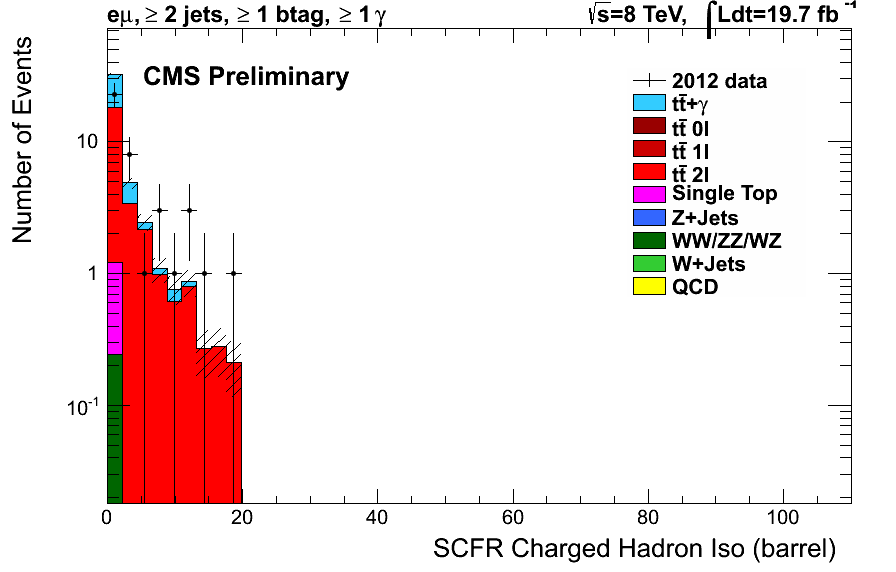 eμ, ≥ 2 jets, ≥ 1 btag, ≥ 1 γ
√s=8 TeV, ∫Ldt=19.7 fb⁻¹
CMS Preliminary
2012 data
tt̄+γ
tt̄ 0l
tt̄ 1l
tt̄ 2l
Single Top
Z+Jets
WW/ZZ/WZ
W+Jets
QCD
Number of Events
10
1
10⁻¹
0 20 40 60 80 100
SCFR Charged Hadron Iso (barrel)